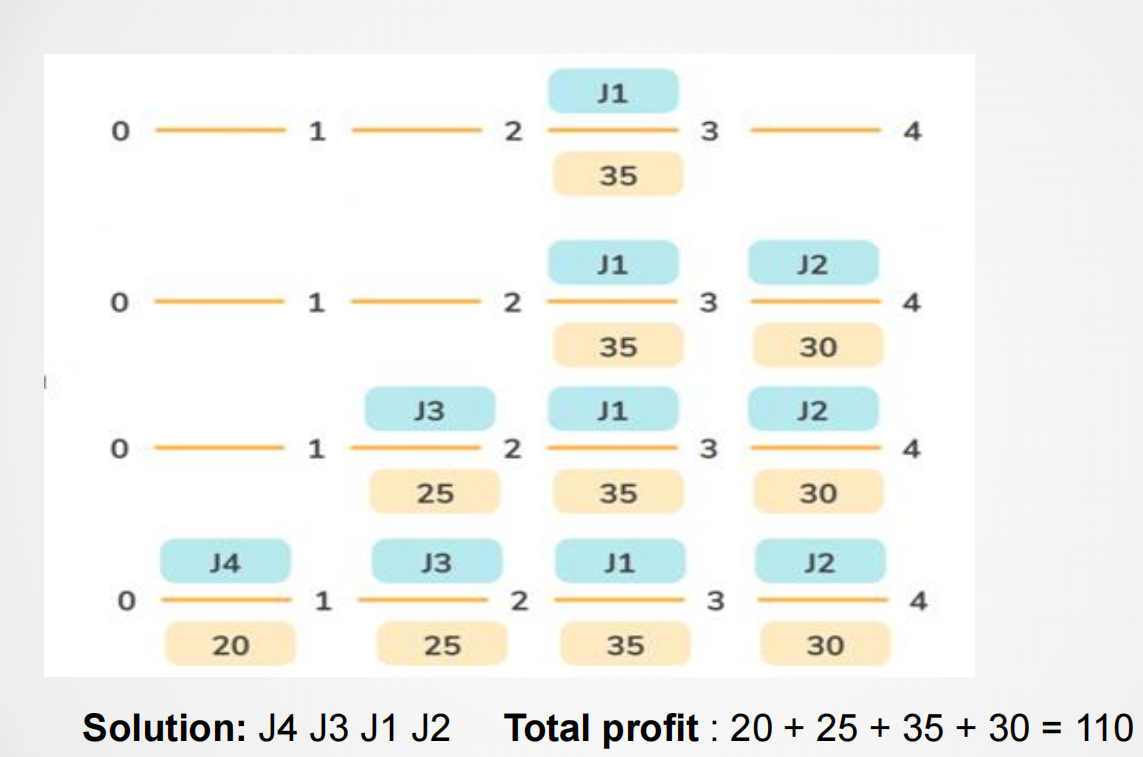 J1
0 1 2 3 4
35
J1 J2
0 1 2 3 4
35 30
J3 J1 J2
0 1 2 3 4
25 35 30
J4 J3 J1 J2
0 1 2 3 4
20 25 35 30
Solution: J4 J3 J1 J2 Total profit : 20 + 25 + 35 + 30 = 110